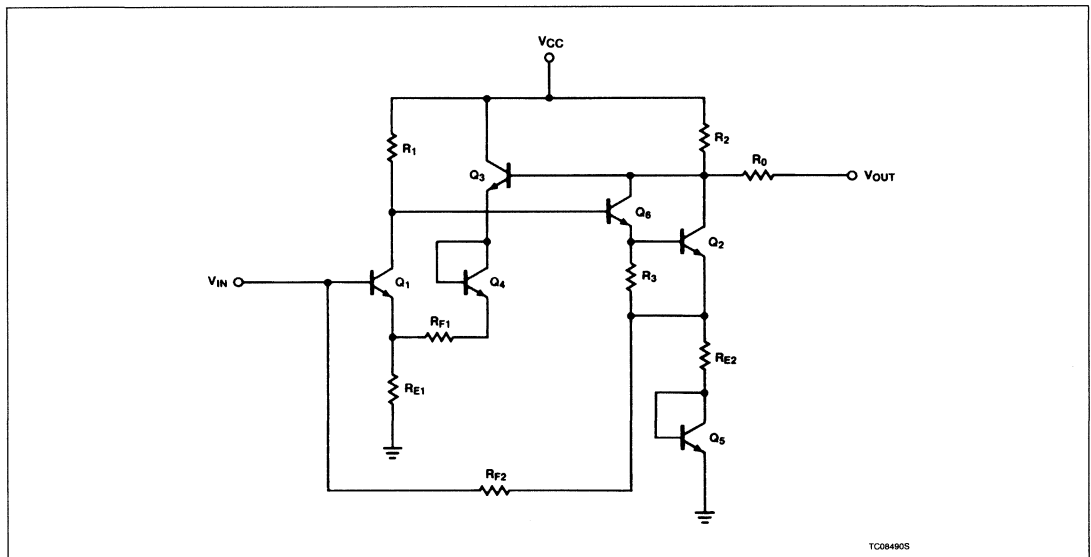 VCC
R1
R2
R0
VOUT
Q3
Q6
Q2
VIN
Q1
Q4
R3
RF1
RE1
RE2
Q5
RF2
TC08490S